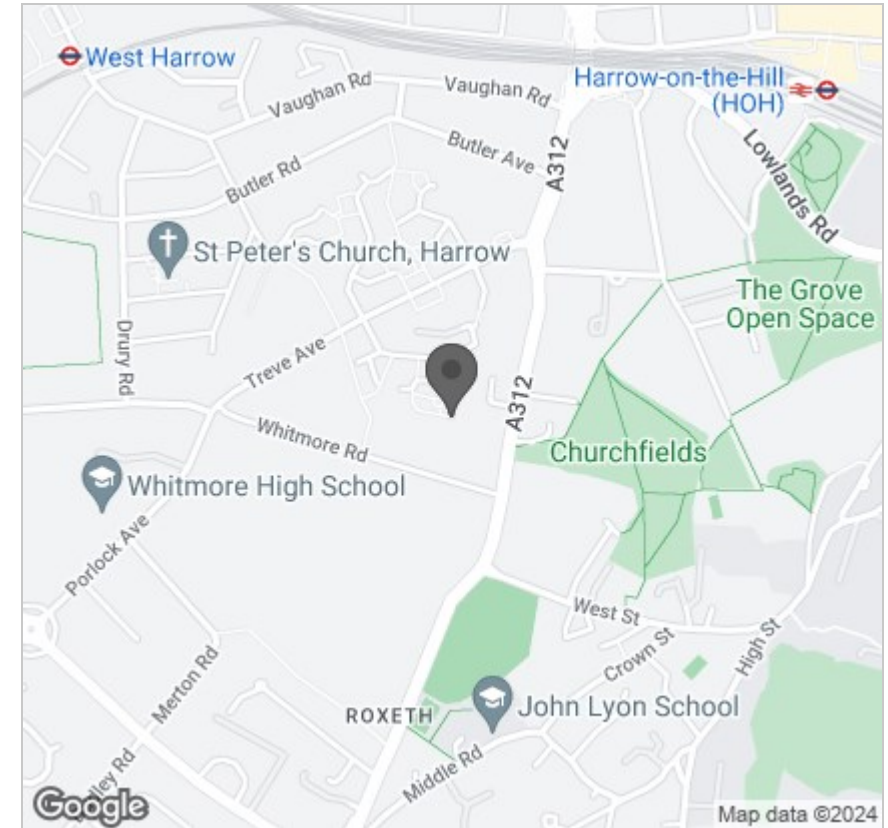 West Harrow
Harrow-on-the-Hill
(HOH)
Vaughan Rd
Vaughan Rd
Butler Ave
A312
Lowlands Rd
Butler Rd
St Peter's Church, Harrow
The Grove
Open Space
Drury Rd
Treve Ave
A312
Whitmore Rd
Churchfields
Whitmore High School
Porlock Ave
West St
Crown St
High St
Merton Rd
ROXETH
John Lyon School
Middle Rd
Google
Map data ©2024